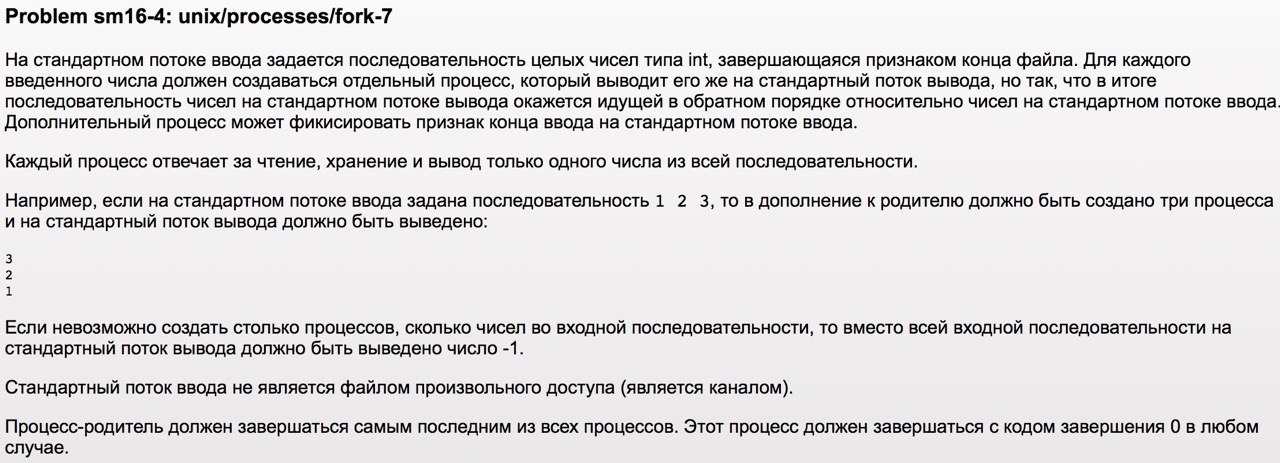 Problem sm16-4: unix/processes/fork-7
На стандартном потоке ввода задается последовательность целых чисел типа int, завершающаяся признаком конца файла. Для каждого
введенного числа должен создаваться отдельный процесс, который выводит его же на стандартный поток вывода, но так, что в итоге
последовательность чисел на стандартном потоке вывода окажется идущей в обратном порядке относительно чисел на стандартном потоке ввода.
Дополнительный процесс может фикисировать признак конца ввода на стандартном потоке ввода.
Каждый процесс отвечает за чтение, хранение и вывод только одного числа из всей последовательности.
Например, если на стандартном потоке ввода задана последовательность 1 2 3, то в дополнение к родителю должно быть создано три процесса
и на стандартный поток вывода должно быть выведено:
3
2
1
Если невозможно создать столько процессов, сколько чисел во входной последовательности, то вместо всей входной последовательности на
стандартный поток вывода должно быть выведено число -1.
Стандартный поток ввода не является файлом произвольного доступа (является каналом).
Процесс-родитель должен завершаться самым последним из всех процессов. Этот процесс должен завершаться с кодом завершения 0 в любом
случае.